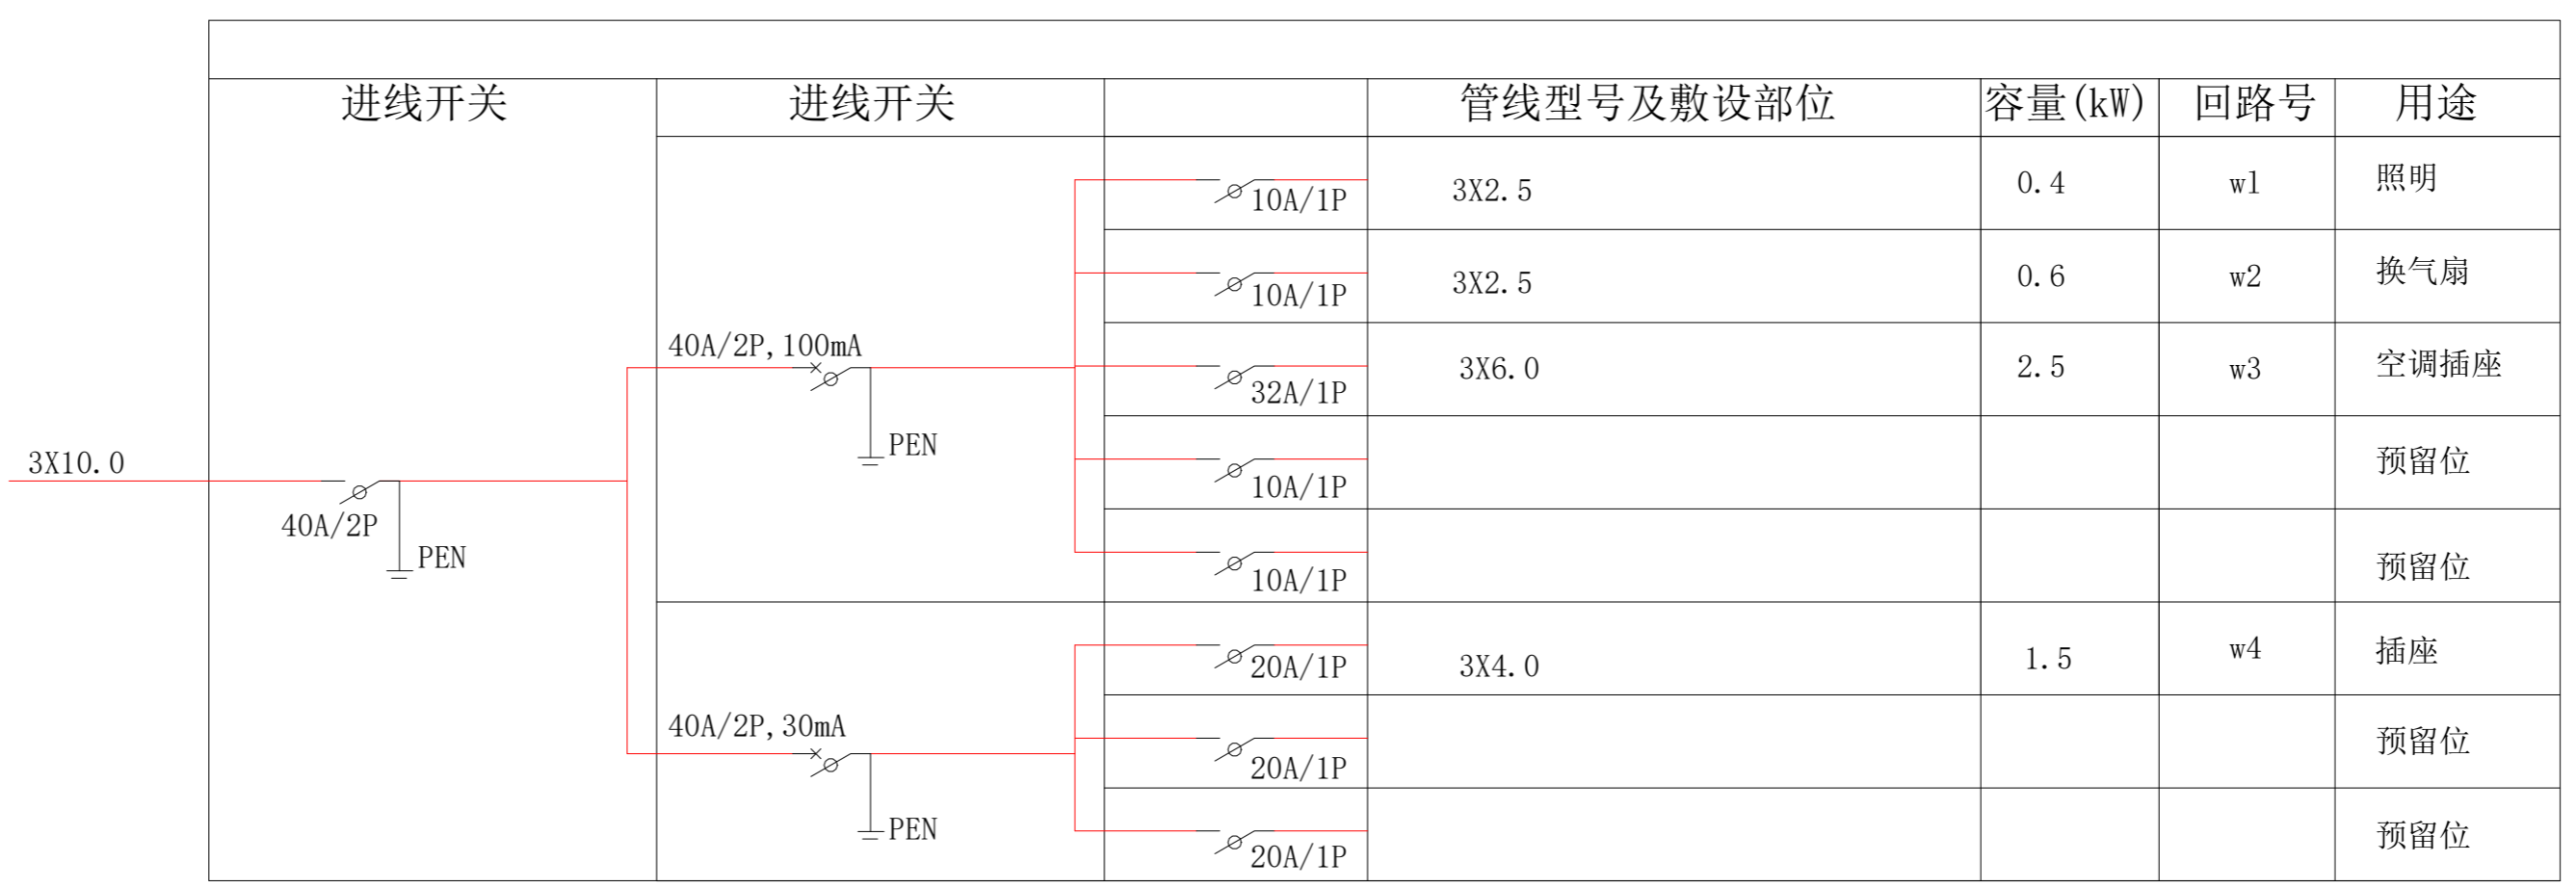 进线开关 进线开关 管线型号及敷设部位 容量(kW) 回路号 用途
10A/1P 3X2.5 0.4 w1 照明
10A/1P 3X2.5 0.6 w2 换气扇
40A/2P,100mA
32A/1P 3X6.0 2.5 w3 空调插座
PEN
3X10.0
10A/1P 预留位
40A/2P
PEN
10A/1P 预留位
20A/1P 3X4.0 1.5 w4 插座
40A/2P,30mA
20A/1P 预留位
PEN
20A/1P 预留位